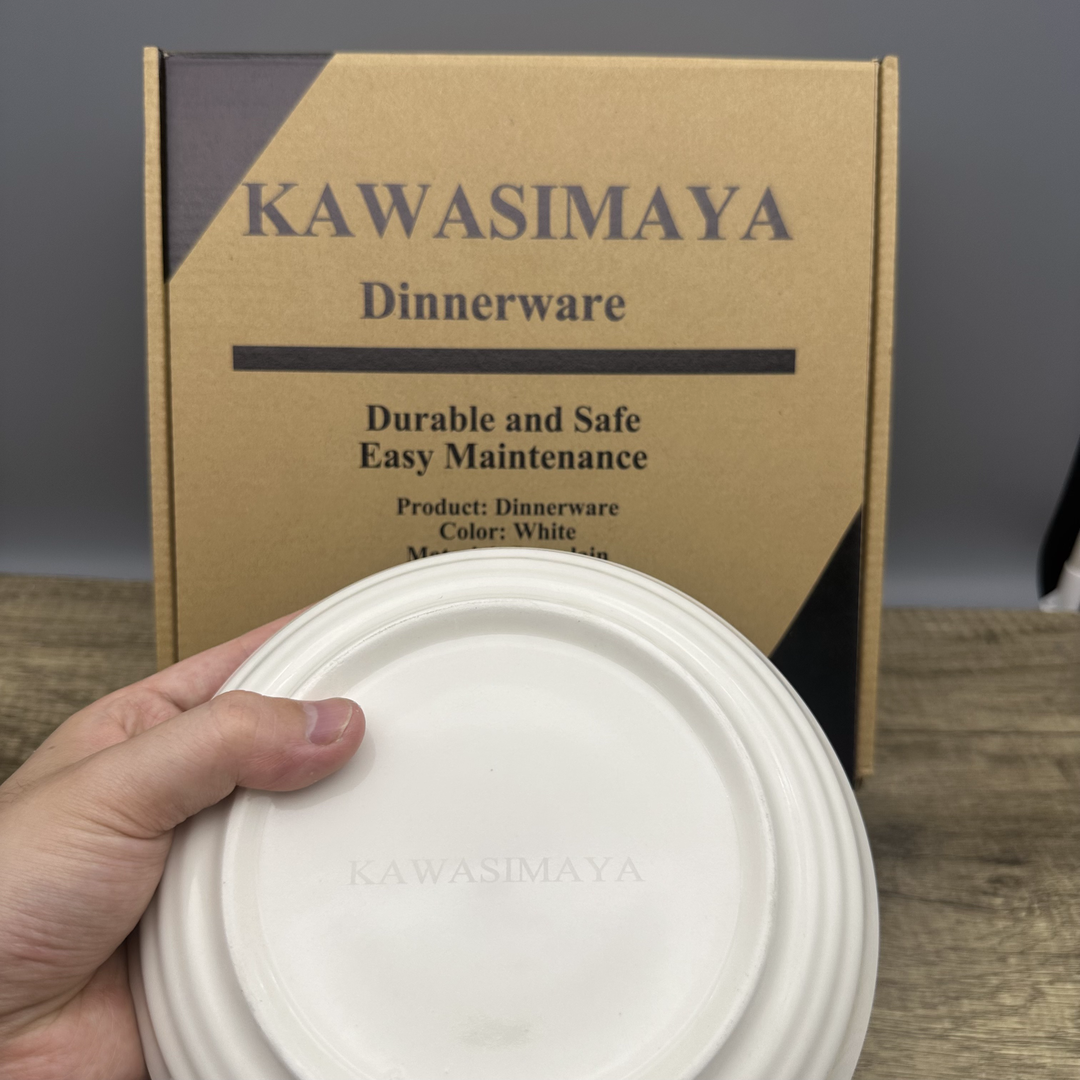 KAWASIMAYA
Dinnerware
Durable and Safe
Easy Maintenance
Product: Dinnerware
Color: White
KAWASIMAYA